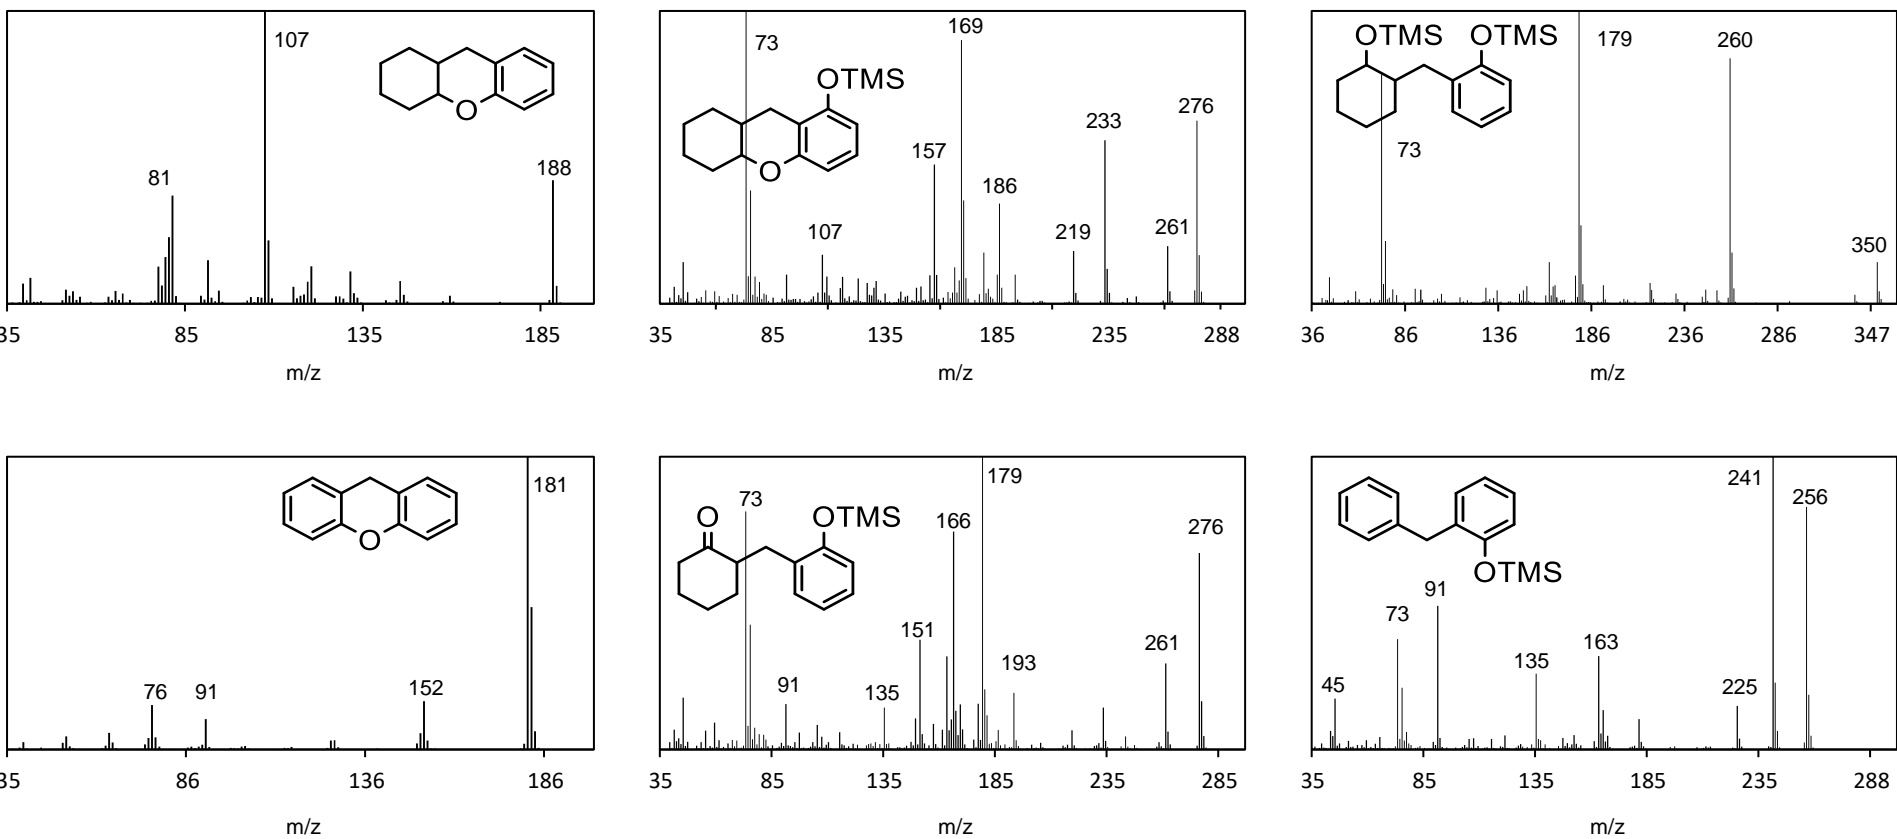 107
81
188
O
35 85 135 185
m/z
73
169
OTMS
157
O
276
233
186
107
219
261
35 85 135 185 235 288
m/z
OTMS OTMS
179
260
73
350
36 86 136 186 236 286 347
m/z
181
O
76
91
152
35 86 136 186
m/z
179
73
O
OTMS
166
276
151
193
261
91
135
35 85 135 185 235 285
m/z
241
256
OTMS
91
73
163
135
45
225
35 85 135 185 235 288
m/z